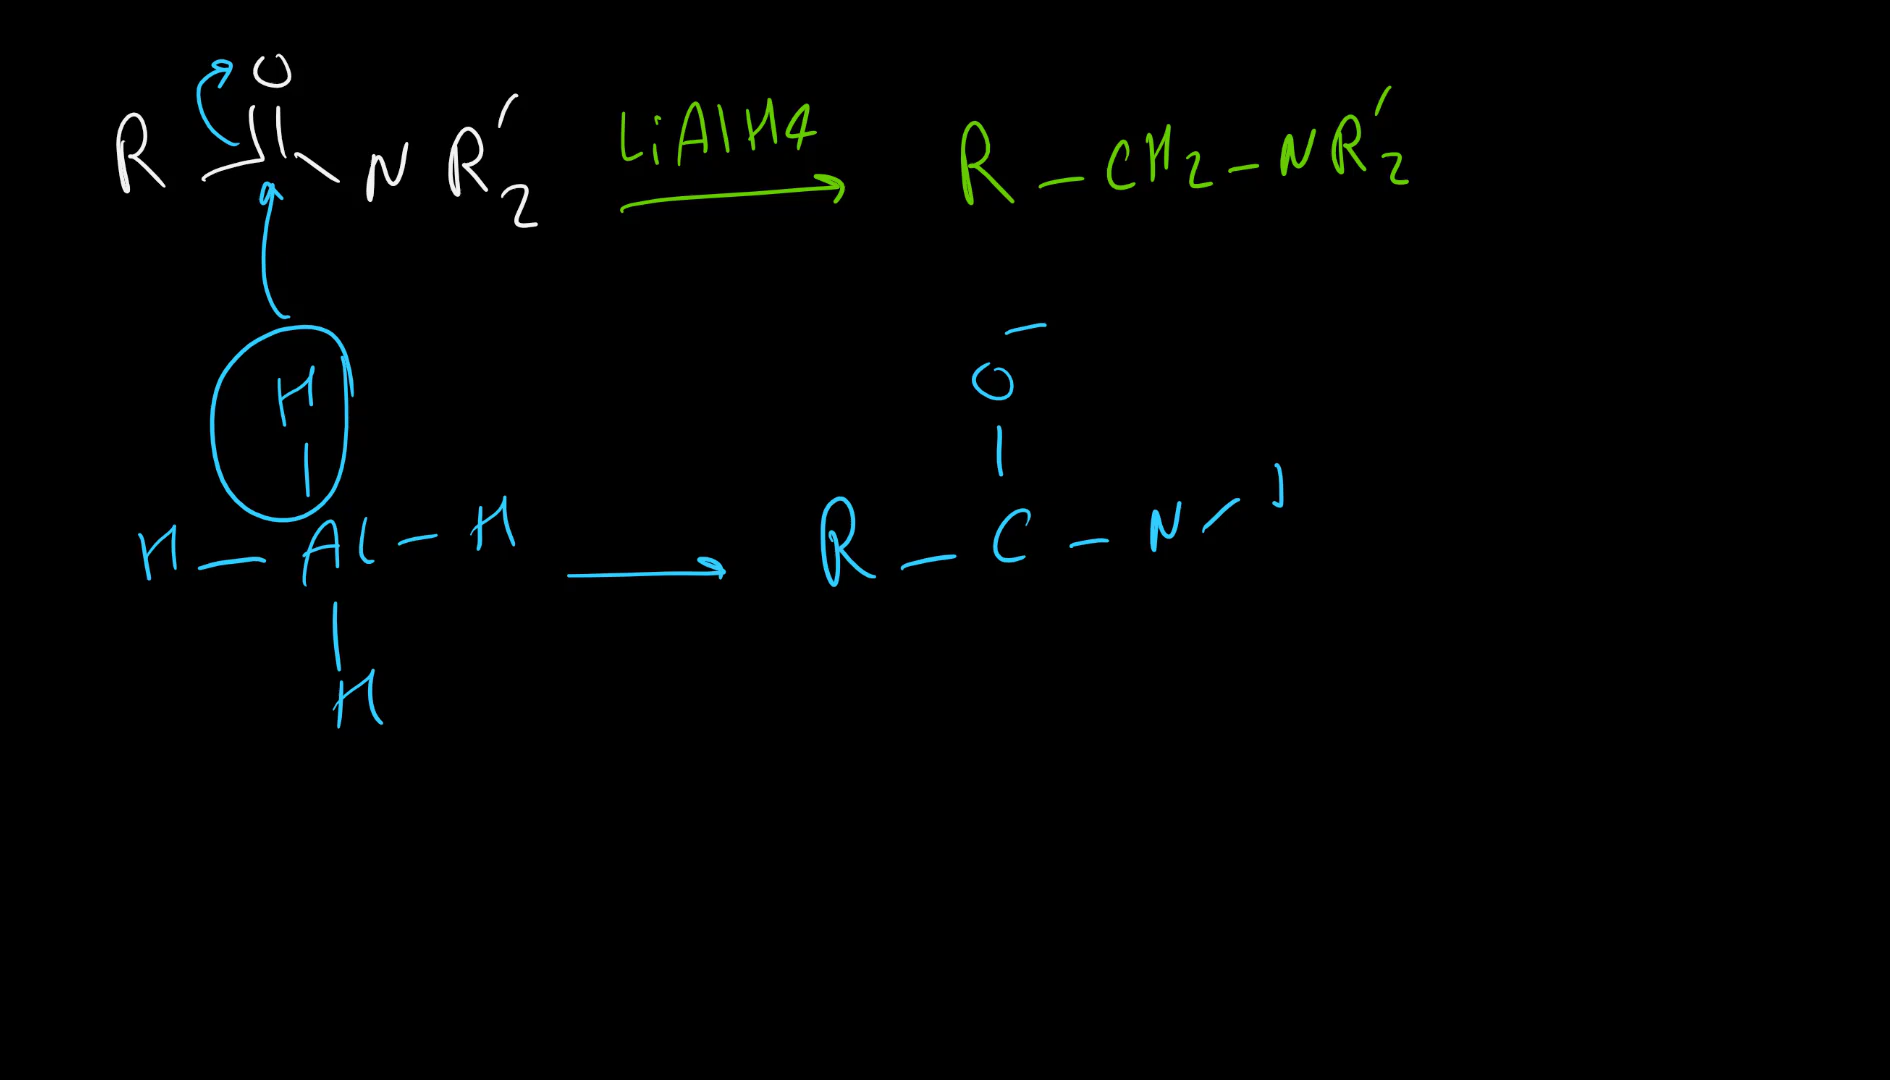 O
R N R'2 LiAlH4 R - CH2 - NR'2
O-
H
H - Al - H R - C - N -
H